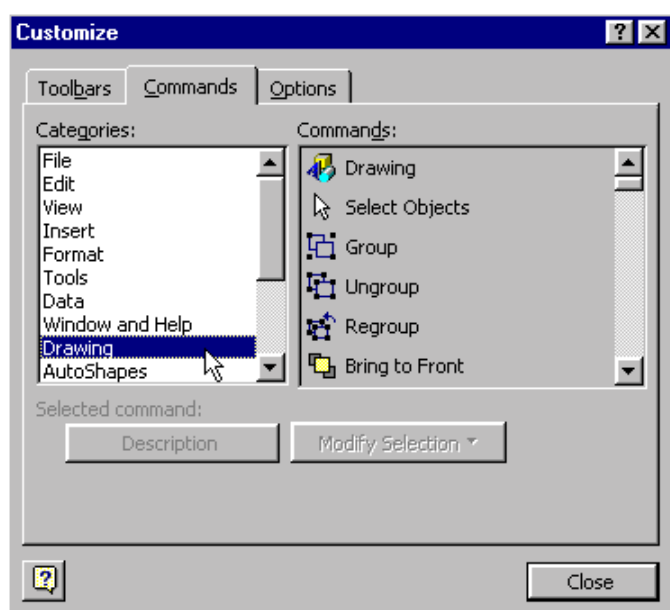 Customize
Toolbars
Commands
Options
Categories:
File
Edit
View
Insert
Format
Tools
Data
Window and Help
Drawing
AutoShapes
Commands:
Drawing
Select Objects
Group
Ungroup
Regroup
Bring to Front
Selected command:
Description
Modify Selection
Close